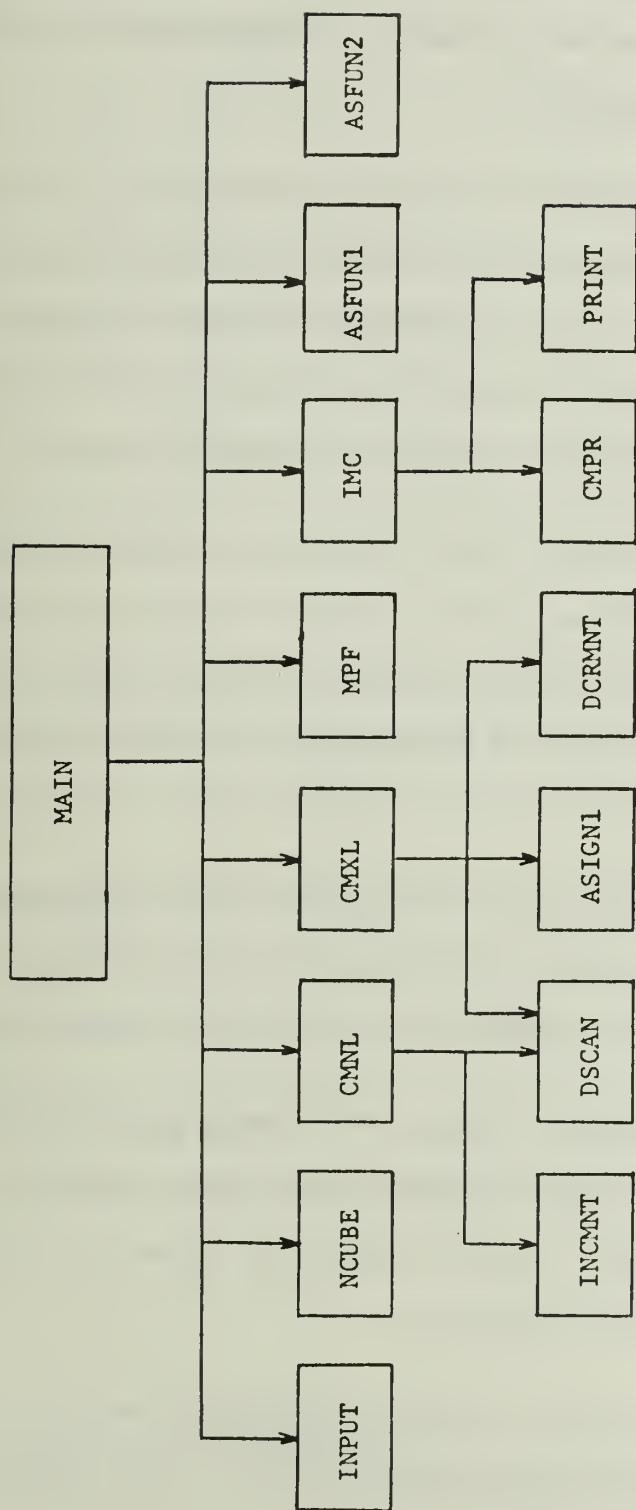 MAIN
INPUT
NCUBE
CMNL
CMXL
MPF
IMC
ASFUN1
ASFUN2
INCMNT
DSCAN
ASIGN1
DCRMNT
CMPR
PRINT